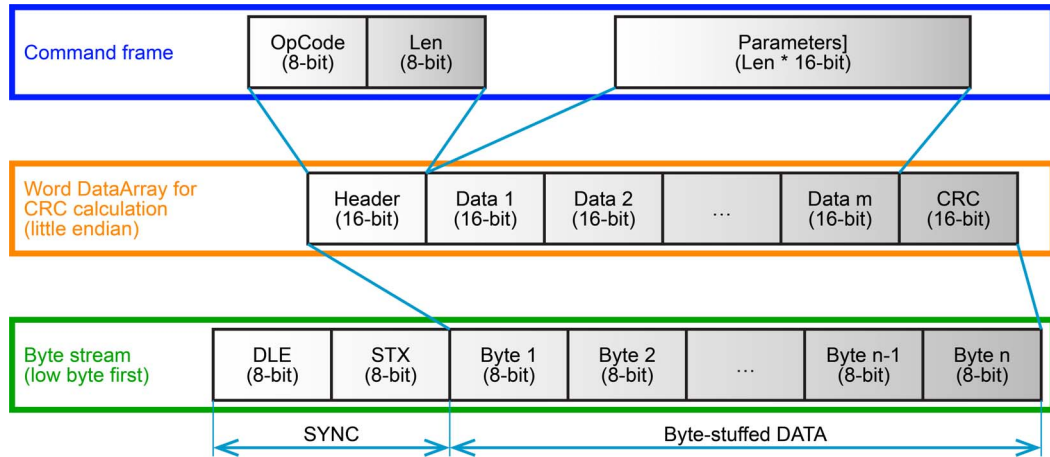 Command frame
OpCode
(8-bit)
Len
(8-bit)
Parameters]
(Len * 16-bit)
Word DataArray for
CRC calculation
(little endian)
Header
(16-bit)
Data 1
(16-bit)
Data 2
(16-bit)
...
Data m
(16-bit)
CRC
(16-bit)
Byte stream
(low byte first)
DLE
(8-bit)
STX
(8-bit)
Byte 1
(8-bit)
Byte 2
(8-bit)
...
Byte n-1
(8-bit)
Byte n
(8-bit)
SYNC
Byte-stuffed DATA